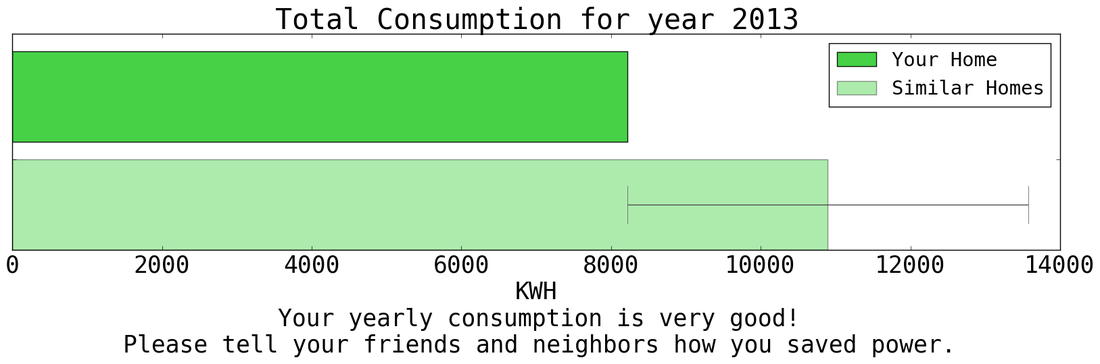 Total Consumption for year 2013
Your Home
Similar Homes
0 2000 4000 6000 8000 10000 12000 14000
KWH
Your yearly consumption is very good!
Please tell your friends and neighbors how you saved power.